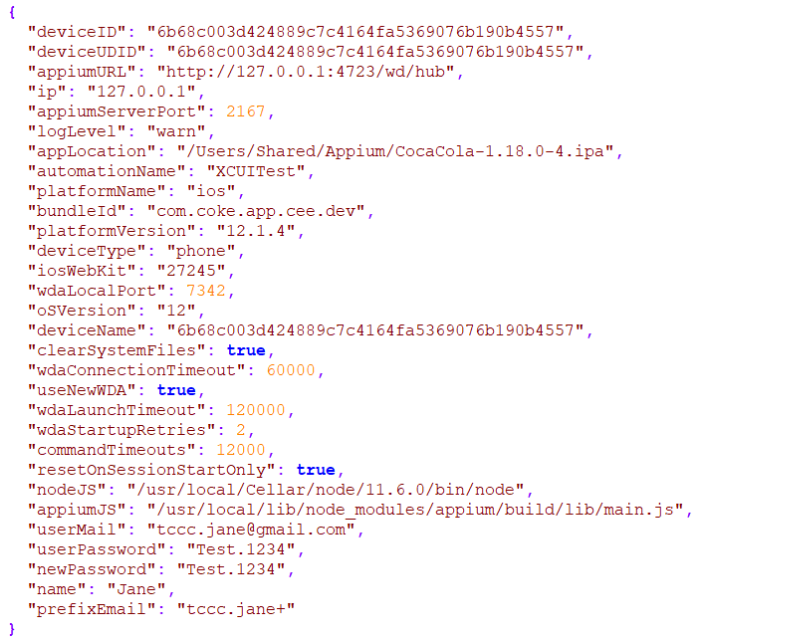 {
"deviceID": "6b68c003d424889c7c4164fa5369076b190b4557",
"deviceUDID": "6b68c003d424889c7c4164fa5369076b190b4557",
"appiumURL": "http://127.0.0.1:4723/wd/hub",
"ip": "127.0.0.1",
"appiumServerPort": 2167,
"logLevel": "warn",
"appLocation": "/Users/Shared/Appium/CocaCola-1.18.0-4.ipa",
"automationName": "XCUITest",
"platformName": "ios",
"bundleId": "com.coke.app.cee.dev",
"platformVersion": "12.1.4",
"deviceType": "phone",
"iosWebKit": "27245",
"wdaLocalPort": 7342,
"oSVersion": "12",
"deviceName": "6b68c003d424889c7c4164fa5369076b190b4557",
"clearSystemFiles": true,
"wdaConnectionTimeout": 60000,
"useNewWDA": true,
"wdaLaunchTimeout": 120000,
"wdaStartupRetries": 2,
"commandTimeouts": 12000,
"resetOnSessionStartOnly": true,
"nodeJS": "/usr/local/Cellar/node/11.6.0/bin/node",
"appiumJS": "/usr/local/lib/node_modules/appium/build/lib/main.js",
"userMail": "tccc.jane@gmail.com",
"userPassword": "Test.1234",
"newPassword": "Test.1234",
"name": "Jane",
"prefixEmail": "tccc.jane+"
}